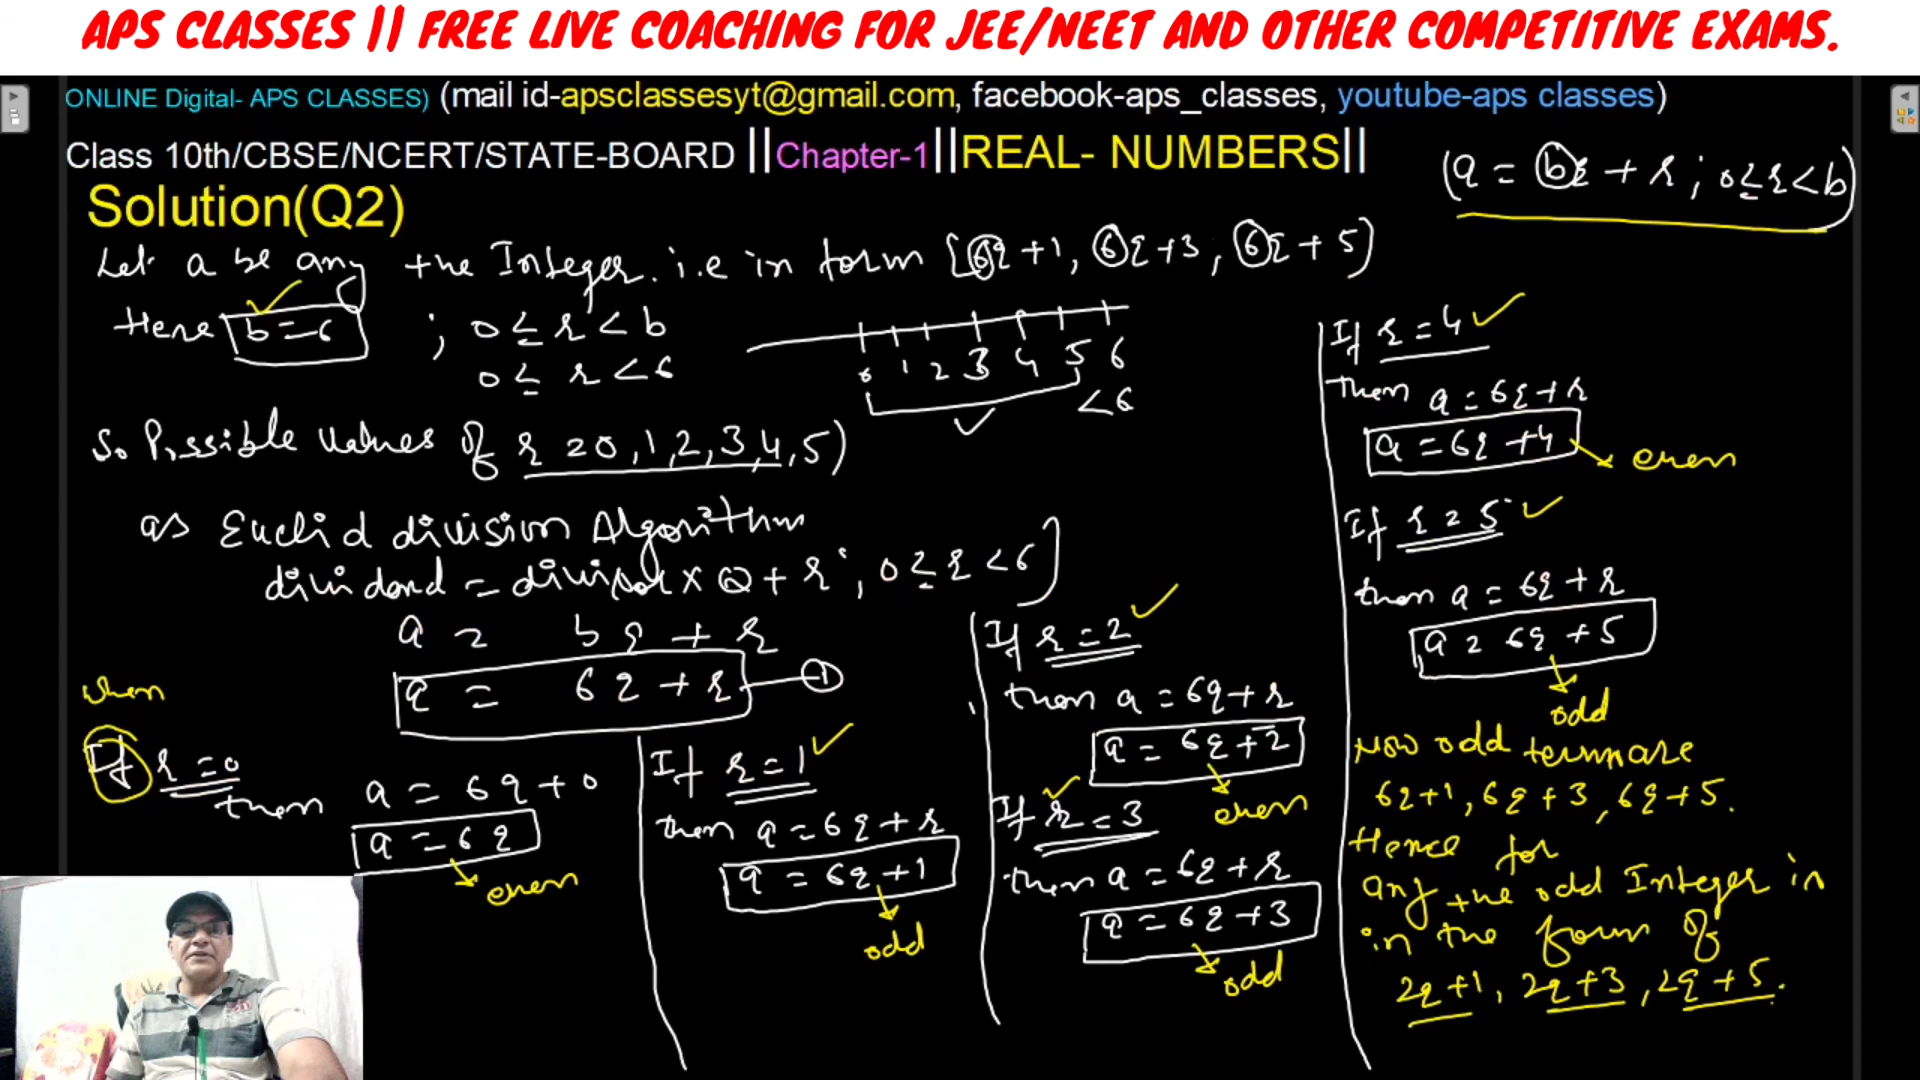 APS CLASSES || FREE LIVE COACHING FOR JEE/NEET AND OTHER COMPETITIVE EXAMS.
ONLINE Digital- APS CLASSES) (mail id-apsclassesyt@gmail.com, facebook-aps_classes, youtube-aps classes)
Class 10th/CBSE/NCERT/STATE-BOARD ||Chapter-1||REAL- NUMBERS||
(a = bq + r ; 0≤r<b)
Solution(Q2)
Let a be any +ve Integer. i.e in form [6q+1, 6q+3, 6q+5]
Here b=6 ; 0 ≤ r < b
0 ≤ r < 6
0 1 2 3 4 5 6
<6
So Possible values of r = 0,1,2,3,4,5)
as Euclid division Algorithm
dividend = divisor x Q + r ; 0 ≤ r < 6]
a = bq + r
a = 6q + r —①
when
If r=0
then a = 6q+0
a = 6q
even
If r=1
then a = 6q+r
a = 6q+1
odd
If r=2
then a = 6q+r
a = 6q+2
even
If r=3
then a = 6q+r
a = 6q+3
odd
If r=4
then a=6q+r
a = 6q+4
even
If r=5
then a = 6q+r
a = 6q+5
odd
Now odd term are
6q+1, 6q+3, 6q+5.
Hence for
any +ve odd Integer is
in the form of
2q+1, 2q+3, 2q+5.